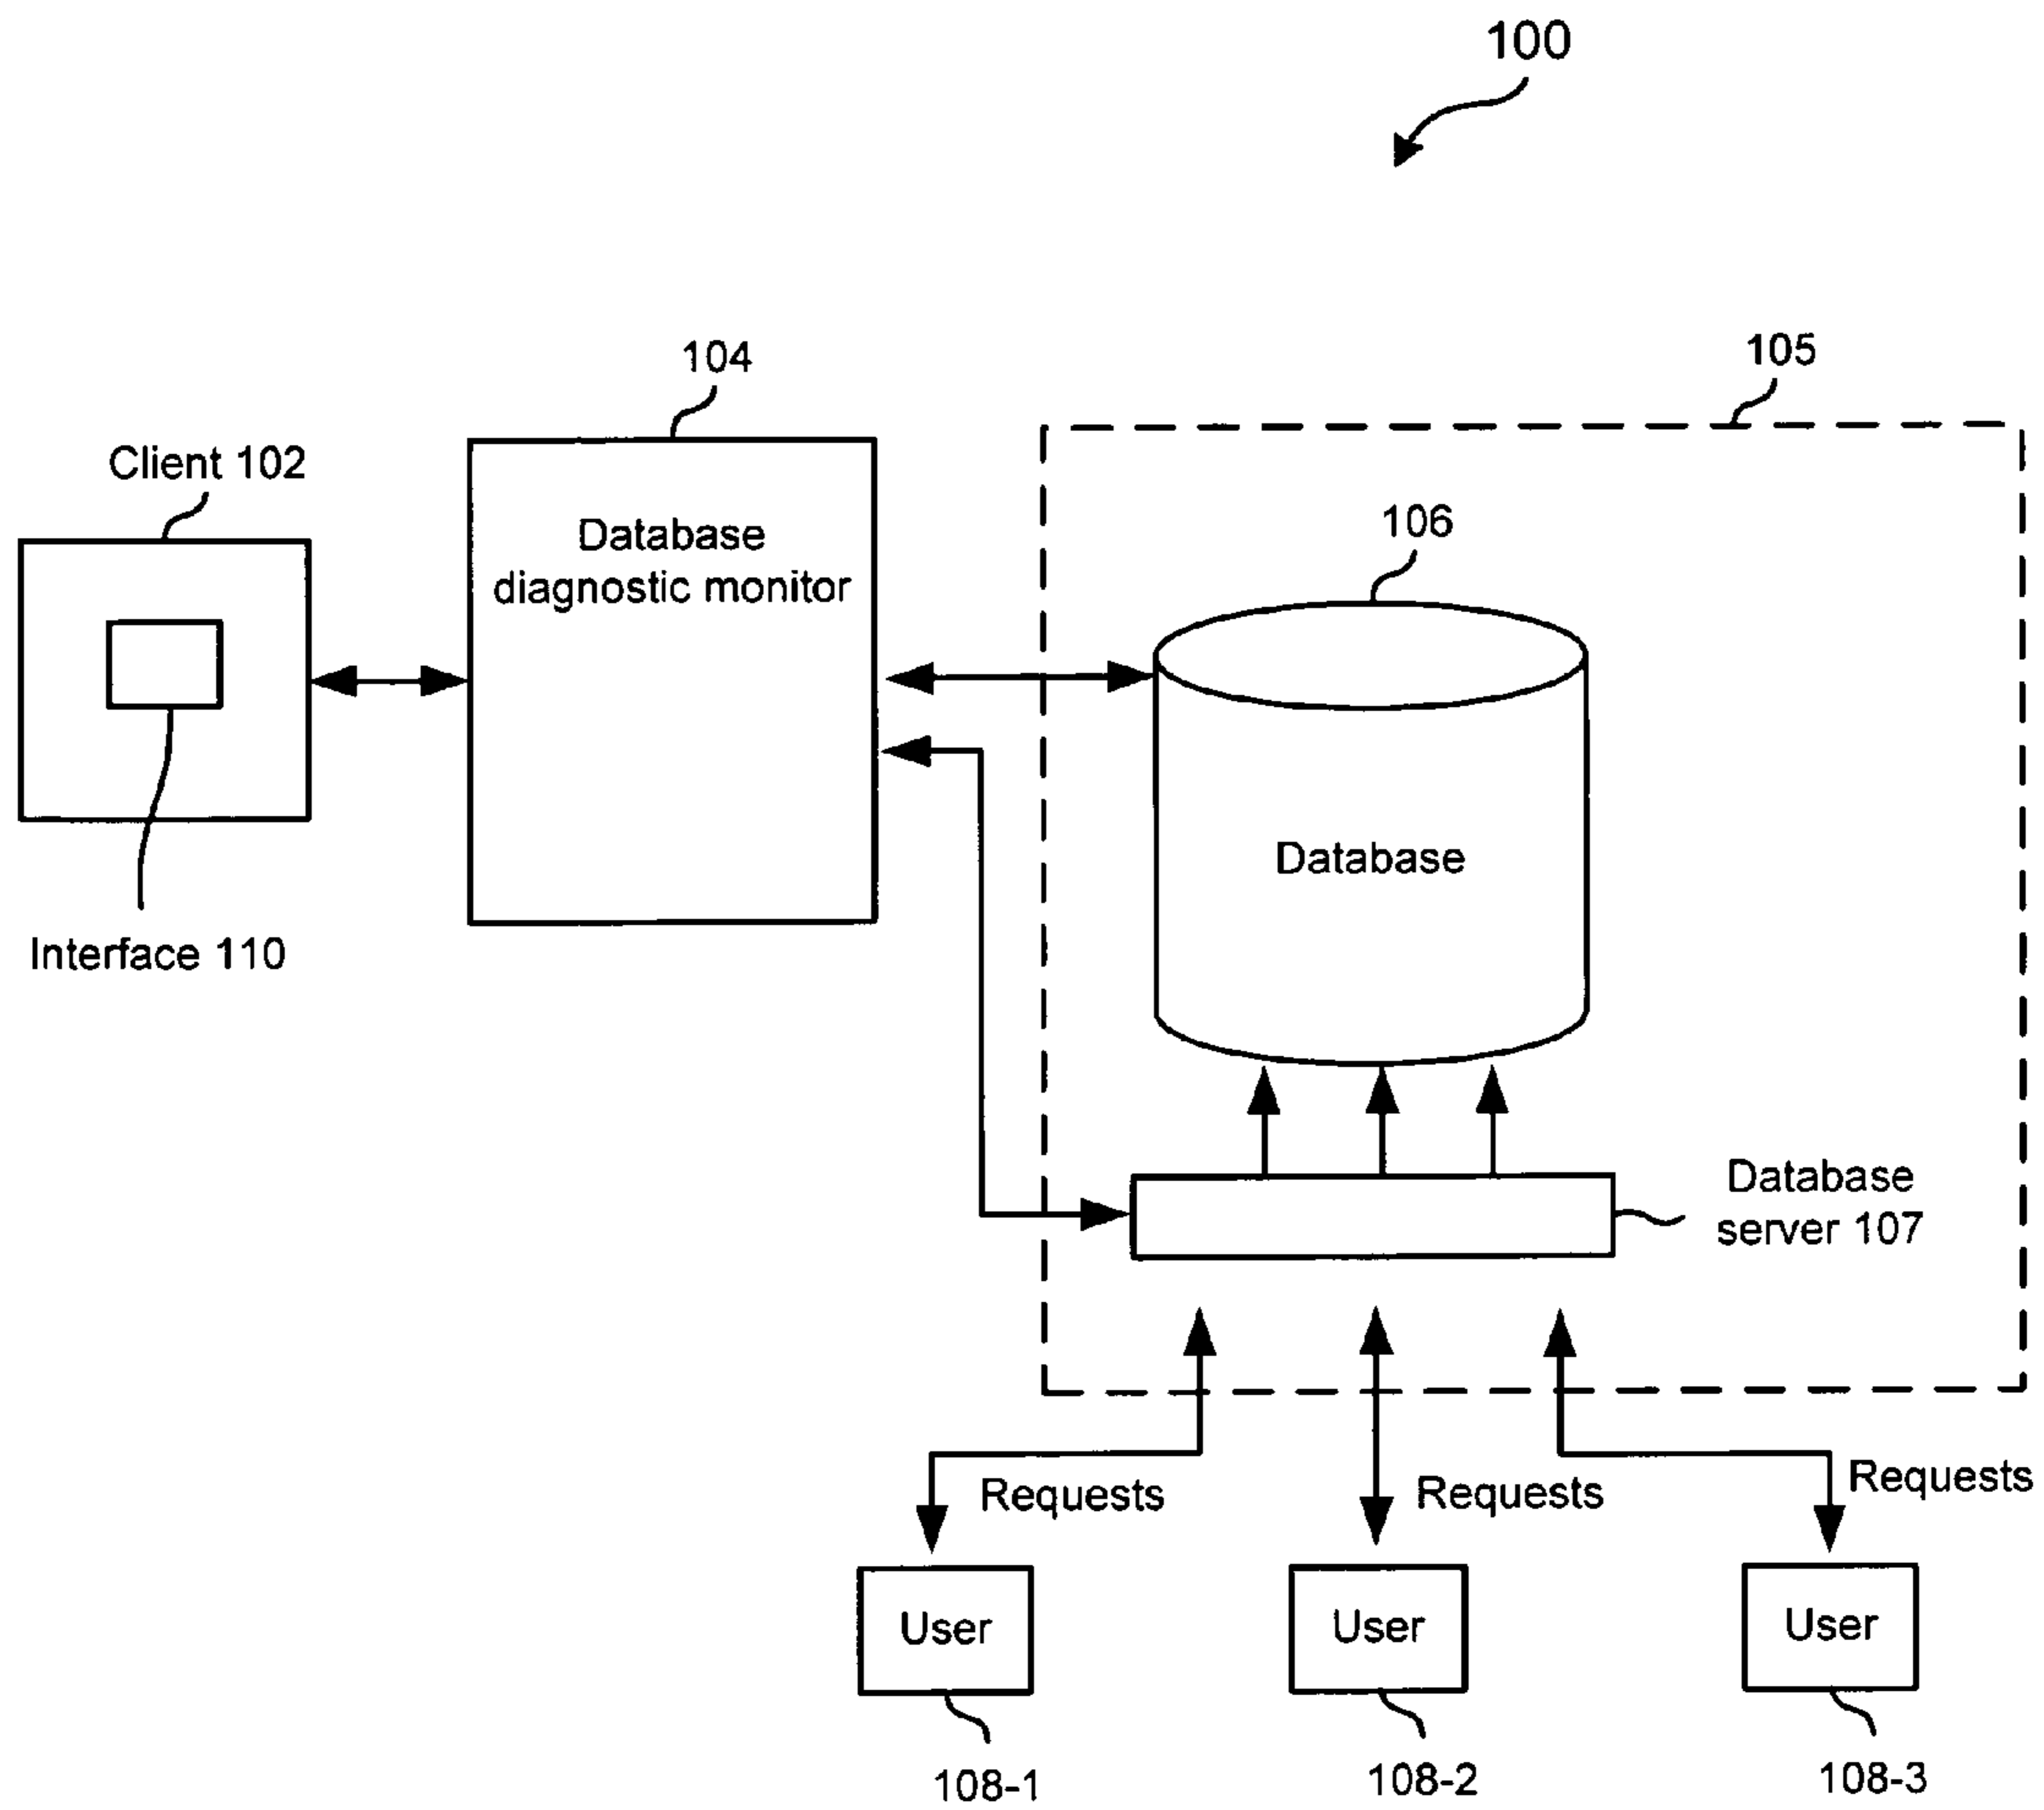 100
104
105
Client 102
Database
diagnostic monitor
106
Database
Interface 110
Database
server 107
Requests
Requests
Requests
User
User
User
108-1
108-2
108-3